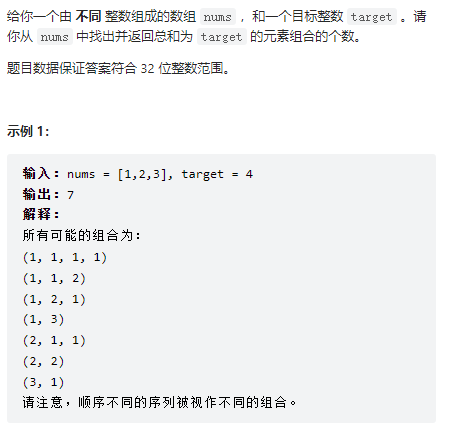 给你一个由 不同 整数组成的数组 nums ，和一个目标整数 target 。请
你从 nums 中找出并返回总和为 target 的元素组合的个数。
题目数据保证答案符合 32 位整数范围。
示例 1：
输入：nums = [1,2,3], target = 4
输出：7
解释：
所有可能的组合为：
(1, 1, 1, 1)
(1, 1, 2)
(1, 2, 1)
(1, 3)
(2, 1, 1)
(2, 2)
(3, 1)
请注意，顺序不同的序列被视作不同的组合。